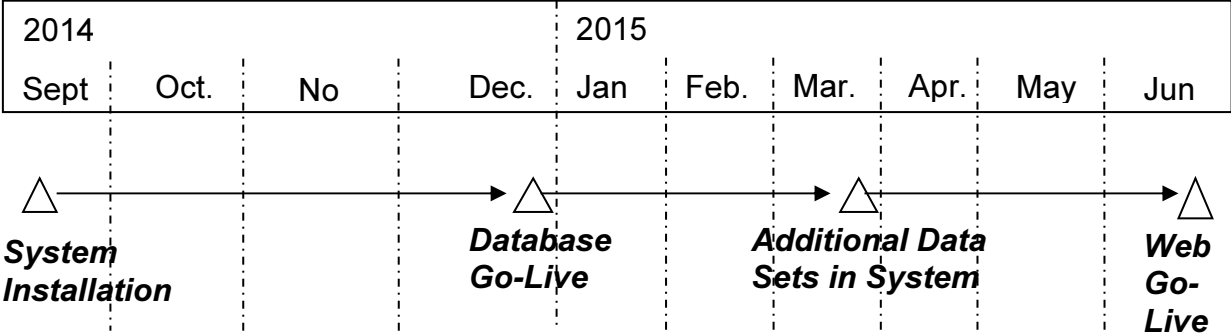 2014 2015
Sept Oct. No Dec. Jan Feb. Mar. Apr. May Jun
System
Installation
Database
Go-Live
Additional Data
Sets in System
Web
Go-
Live